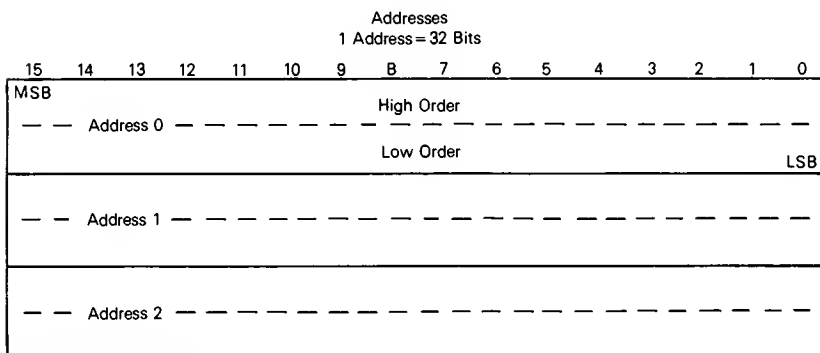 Addresses
1 Address = 32 Bits
15 14 13 12 11 10 9 8 7 6 5 4 3 2 1 0
MSB
High Order
Address 0
Low Order
LSB
Address 1
Address 2